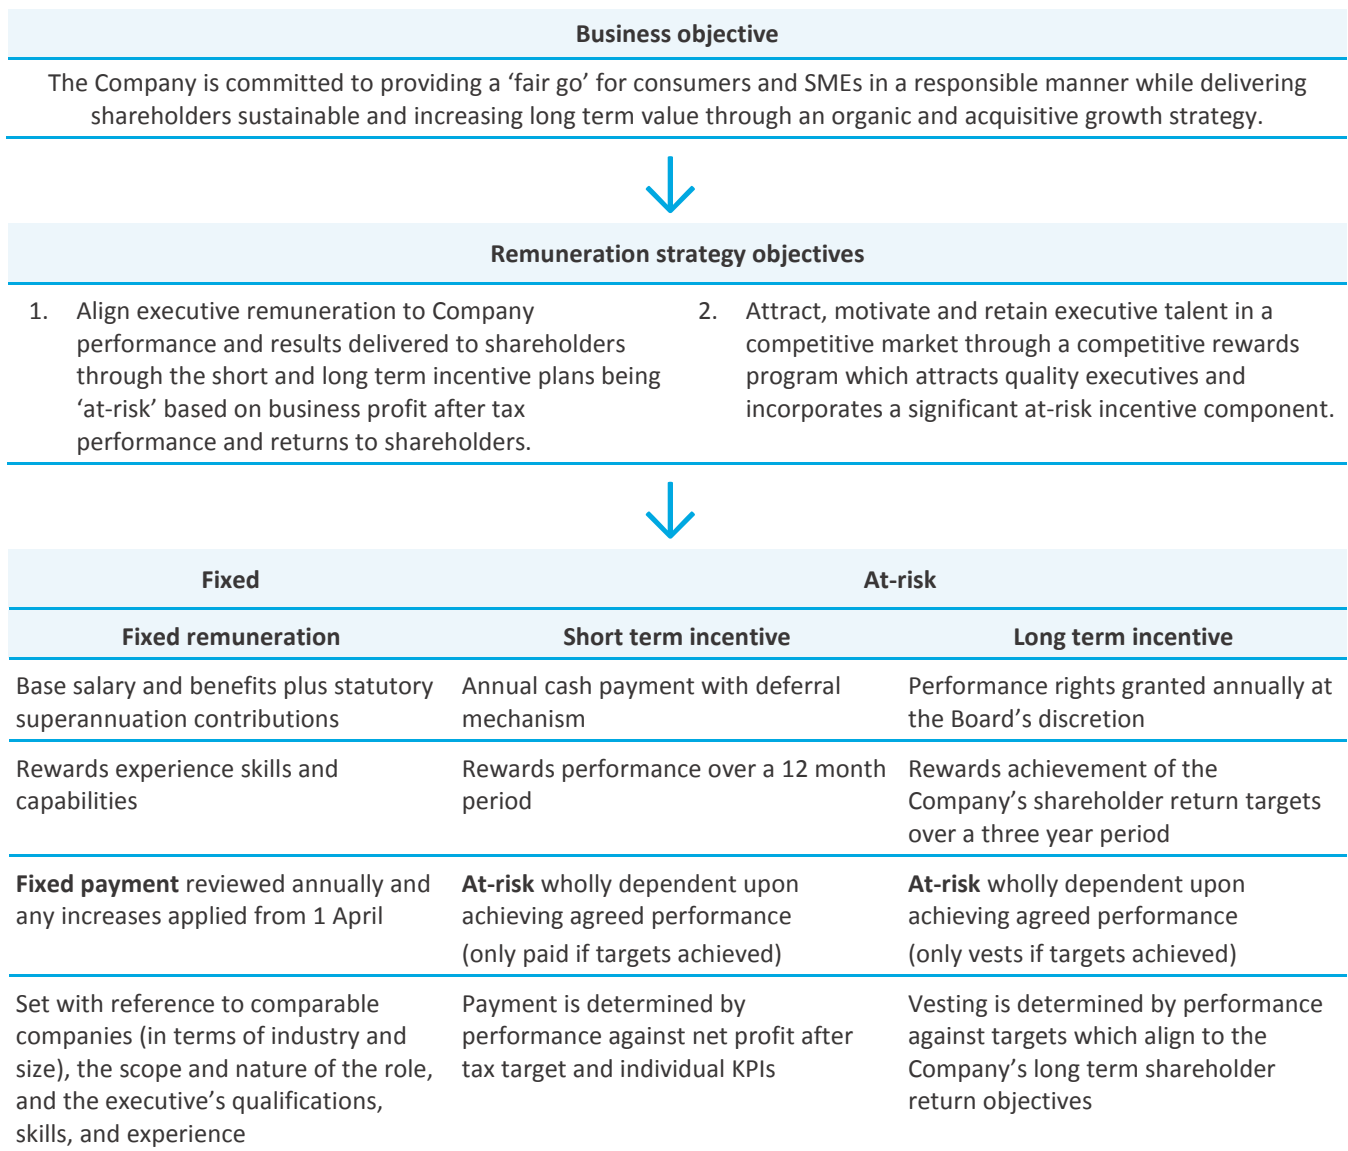 Business objective
The Company is committed to providing a ‘fair go’ for consumers and SMEs in a responsible manner while delivering
shareholders sustainable and increasing long term value through an organic and acquisitive growth strategy.
Remuneration strategy objectives
1. Align executive remuneration to Company
performance and results delivered to shareholders
through the short and long term incentive plans being
‘at-risk’ based on business profit after tax
performance and returns to shareholders.
2. Attract, motivate and retain executive talent in a
competitive market through a competitive rewards
program which attracts quality executives and
incorporates a significant at-risk incentive component.
Fixed
At-risk
Fixed remuneration
Short term incentive
Long term incentive
Base salary and benefits plus statutory
superannuation contributions
Annual cash payment with deferral
mechanism
Performance rights granted annually at
the Board’s discretion
Rewards experience skills and
capabilities
Rewards performance over a 12 month
period
Rewards achievement of the
Company’s shareholder return targets
over a three year period
Fixed payment reviewed annually and
any increases applied from 1 April
At-risk wholly dependent upon
achieving agreed performance
(only paid if targets achieved)
At-risk wholly dependent upon
achieving agreed performance
(only vests if targets achieved)
Set with reference to comparable
companies (in terms of industry and
size), the scope and nature of the role,
and the executive’s qualifications,
skills, and experience
Payment is determined by
performance against net profit after
tax target and individual KPIs
Vesting is determined by performance
against targets which align to the
Company’s long term shareholder
return objectives